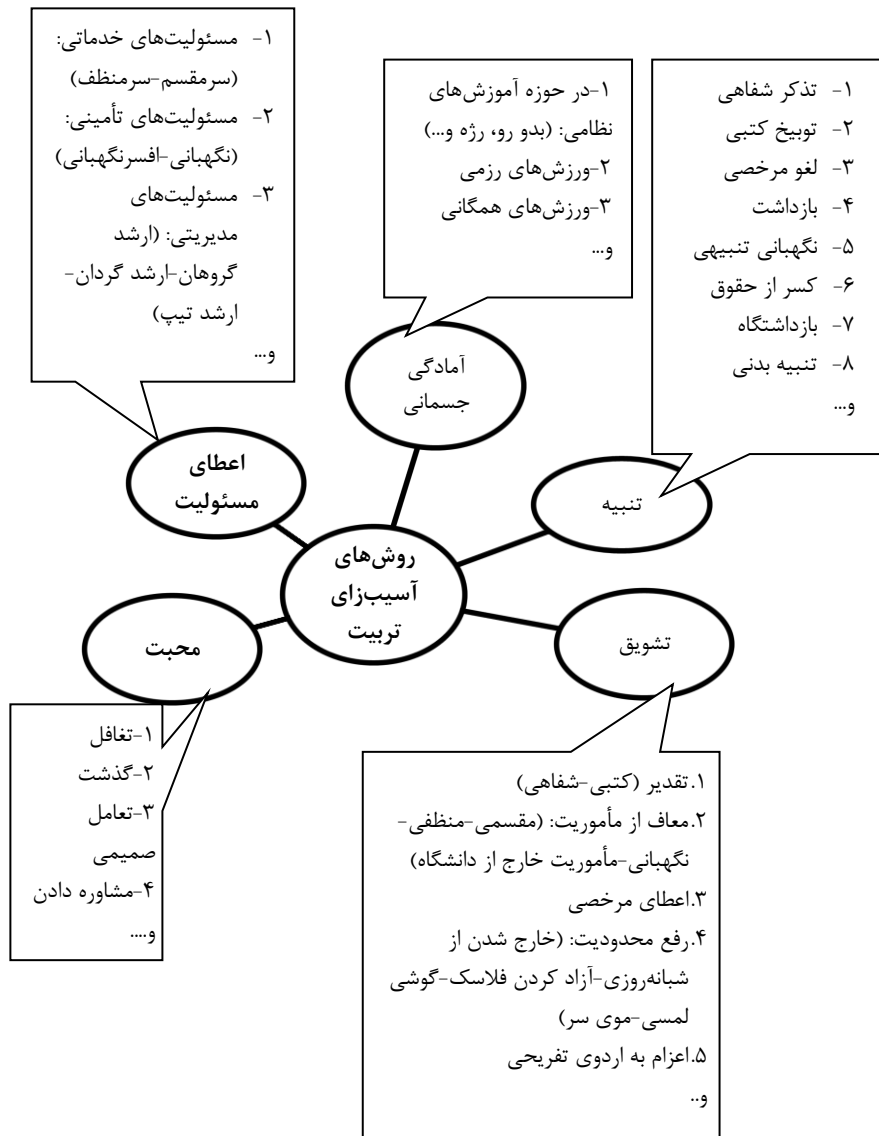 ۱- تذکر شفاهی
۲- توبیخ کتبی
۳- لغو مرخصی
۴- بازداشت
۵- نگهبانی تنبیهی
۶- کسر از حقوق
۷- بازداشتگاه
۸- تنبیه بدنی
و...
۱-در حوزه آموزش‌های
نظامی: (بدو رو، رژه و...)
۲-ورزش‌های رزمی
۳-ورزش‌های همگانی
و...
۱- مسئولیت‌های خدماتی:
(سرمقسم-سرمنظف)
۲- مسئولیت‌های تأمینی:
(نگهبانی-افسرنگهبانی)
۳- مسئولیت‌های
مدیریتی: (ارشد
گروهان-ارشد گردان-
ارشد تیپ)
و...
آمادگی
جسمانی
اعطای
مسئولیت
تنبیه
روش‌های
آسیب‌زای
تربیت
تشویق
محبت
۱-تغافل
۲-گذشت
۳-تعامل
صمیمی
۴-مشاوره دادن
و....
۱.تقدیر (کتبی-شفاهی)
۲.معاف از مأموریت: (مقسمی-منظفی-
نگهبانی-مأموریت خارج از دانشگاه)
۳.اعطای مرخصی
۴.رفع محدودیت: (خارج شدن از
شبانه‌روزی-آزاد کردن فلاسک-گوشی
لمسی-موی سر)
۵.اعزام به اردوی تفریحی
و..